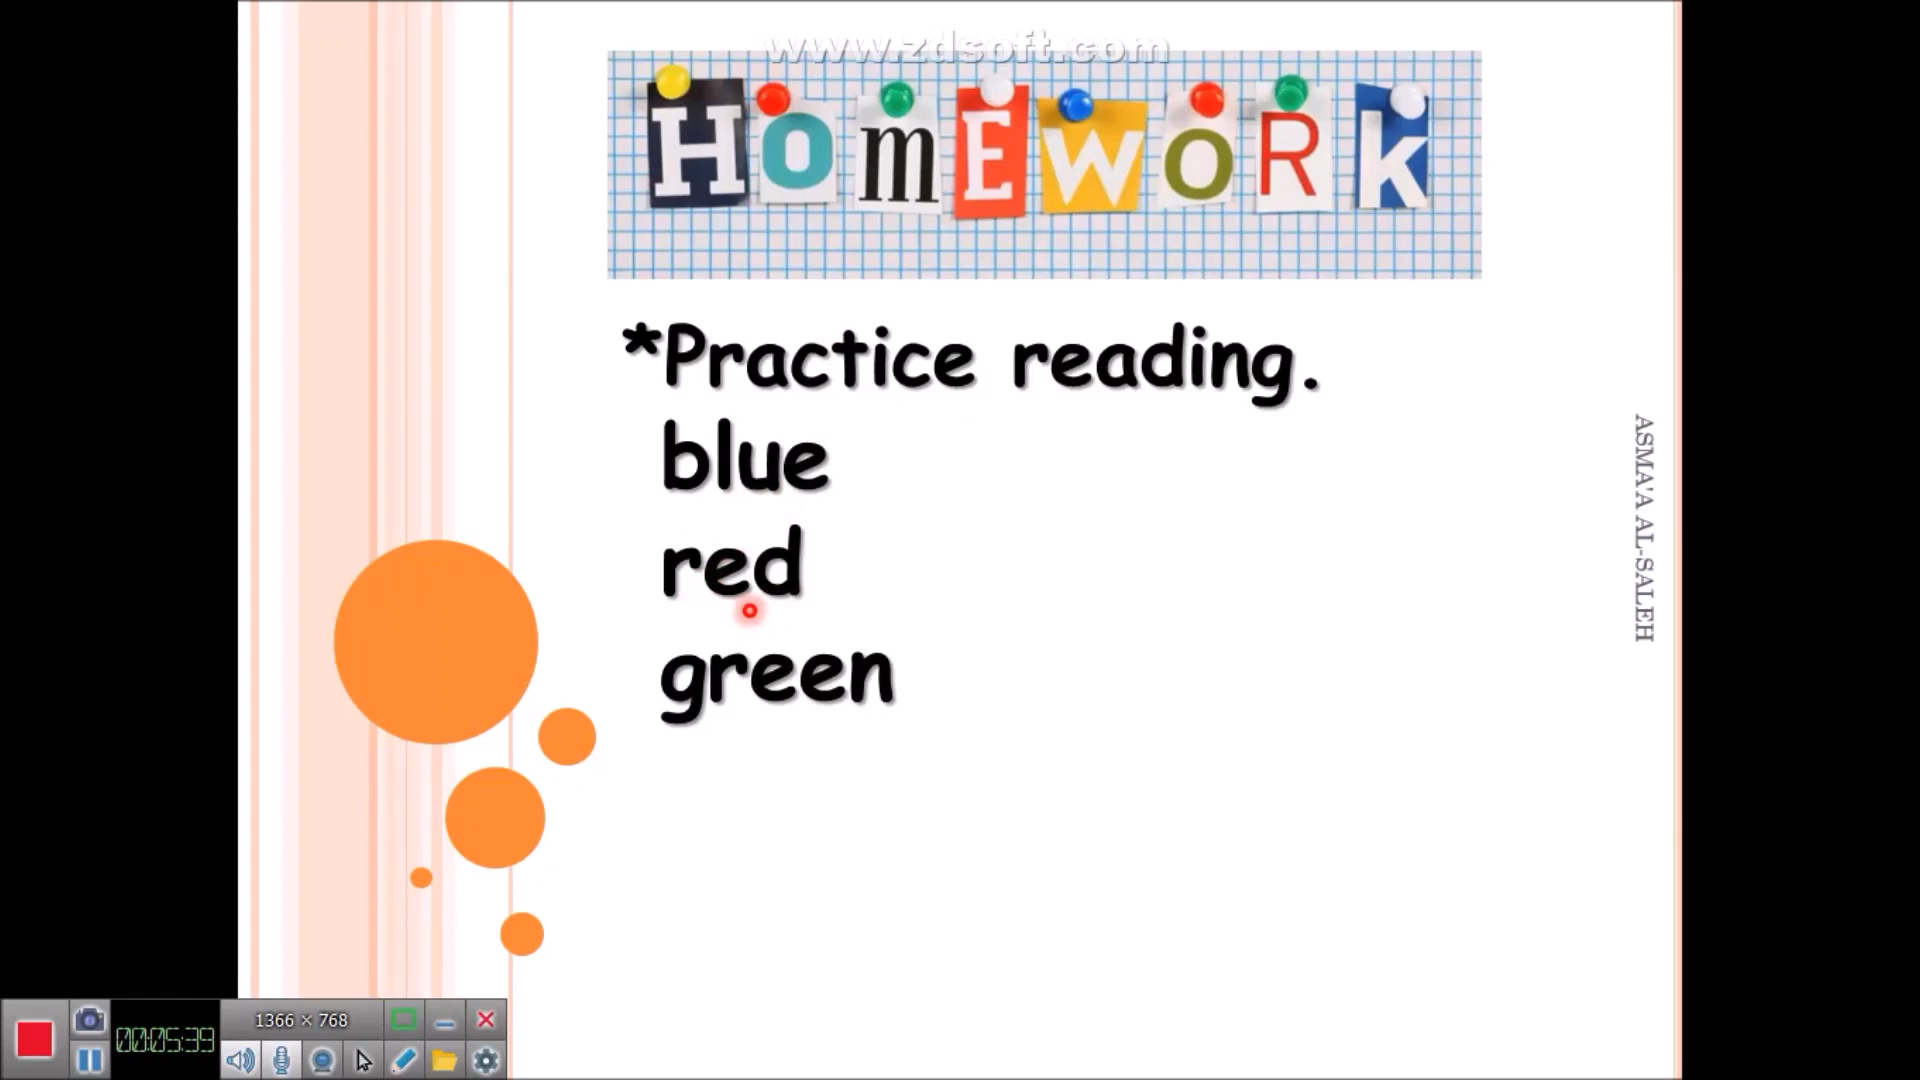 www.zdsoft.com
HomEwoRk
*Practice reading.
blue
red
green
ASMA'A AL-SALEH
00:05:39
1366 × 768